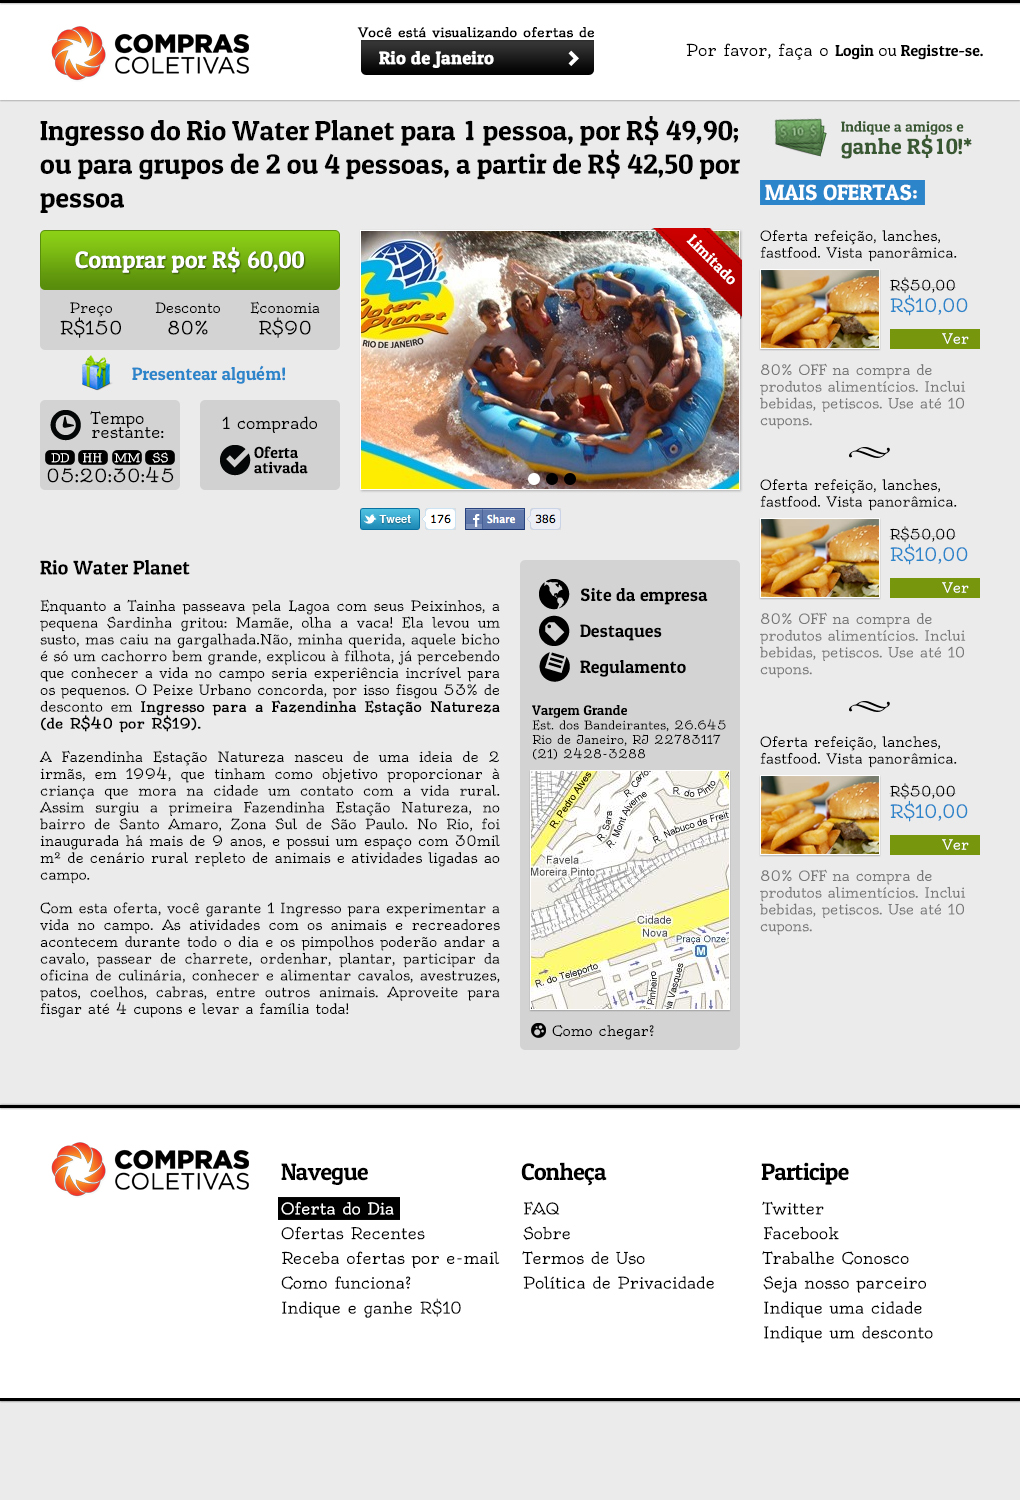 COMPRAS
COLETIVAS
Você está visualizando ofertas de
Rio de Janeiro
Por favor, faça o Login ou Registre-se.
Ingresso do Rio Water Planet para 1 pessoa, por R$ 49,90;
ou para grupos de 2 ou 4 pessoas, a partir de R$ 42,50 por
pessoa
Comprar por R$ 60,00
Preço Desconto Economia
R$150 80% R$90
Presentear alguém!
Tempo
restante:
DD HH MM SS
05:20:30:45
1 comprado
Oferta
ativada
Water
Planet
RIO DE JANEIRO
Limitado
Tweet 176 Share 386
Rio Water Planet
Enquanto a Tainha passeava pela Lagoa com seus Peixinhos, a
pequena Sardinha gritou: Mamãe, olha a vaca! Ela levou um
susto, mas caiu na gargalhada.Não, minha querida, aquele bicho
é só um cachorro bem grande, explicou à filhota, já percebendo
que conhecer a vida no campo seria experiência incrível para
os pequenos. O Peixe Urbano concorda, por isso fisgou 53% de
desconto em Ingresso para a Fazendinha Estação Natureza
(de R$40 por R$19).
A Fazendinha Estação Natureza nasceu de uma ideia de 2
irmãs, em 1994, que tinham como objetivo proporcionar à
criança que mora na cidade um contato com a vida rural.
Assim surgiu a primeira Fazendinha Estação Natureza, no
bairro de Santo Amaro, Zona Sul de São Paulo. No Rio, foi
inaugurada há mais de 9 anos, e possui um espaço com 30mil
m² de cenário rural repleto de animais e atividades ligadas ao
campo.
Com esta oferta, você garante 1 Ingresso para experimentar a
vida no campo. As atividades com os animais e recreadores
acontecem durante todo o dia e os pimpolhos poderão andar a
cavalo, passear de charrete, ordenhar, plantar, participar da
oficina de culinária, conhecer e alimentar cavalos, avestruzes,
patos, coelhos, cabras, entre outros animais. Aproveite para
fisgar até 4 cupons e levar a família toda!
Site da empresa
Destaques
Regulamento
Vargem Grande
Est. dos Bandeirantes, 26.645
Rio de Janeiro, RJ 22783117
(21) 2428-3288
R. Pedro Alves
R. Sara
R. Mont Alverne
R. Carlo
R. do Pinto
R. Nabuco de Freit
Favela
Moreira Pinto
Cidade
Nova
Praça Onze
M
R. do Teleporto
Pinheiro
na Vasques
Como chegar?
Indique a amigos e
ganhe R$10!*
MAIS OFERTAS:
Oferta refeição, lanches,
fastfood. Vista panorâmica.
R$50,00
R$10,00
Ver
80% OFF na compra de
produtos alimentícios. Inclui
bebidas, petiscos. Use até 10
cupons.
Oferta refeição, lanches,
fastfood. Vista panorâmica.
R$50,00
R$10,00
Ver
80% OFF na compra de
produtos alimentícios. Inclui
bebidas, petiscos. Use até 10
cupons.
Oferta refeição, lanches,
fastfood. Vista panorâmica.
R$50,00
R$10,00
Ver
80% OFF na compra de
produtos alimentícios. Inclui
bebidas, petiscos. Use até 10
cupons.
COMPRAS
COLETIVAS
Navegue
Oferta do Dia
Ofertas Recentes
Receba ofertas por e-mail
Como funciona?
Indique e ganhe R$10
Conheça
FAQ
Sobre
Termos de Uso
Política de Privacidade
Participe
Twitter
Facebook
Trabalhe Conosco
Seja nosso parceiro
Indique uma cidade
Indique um desconto